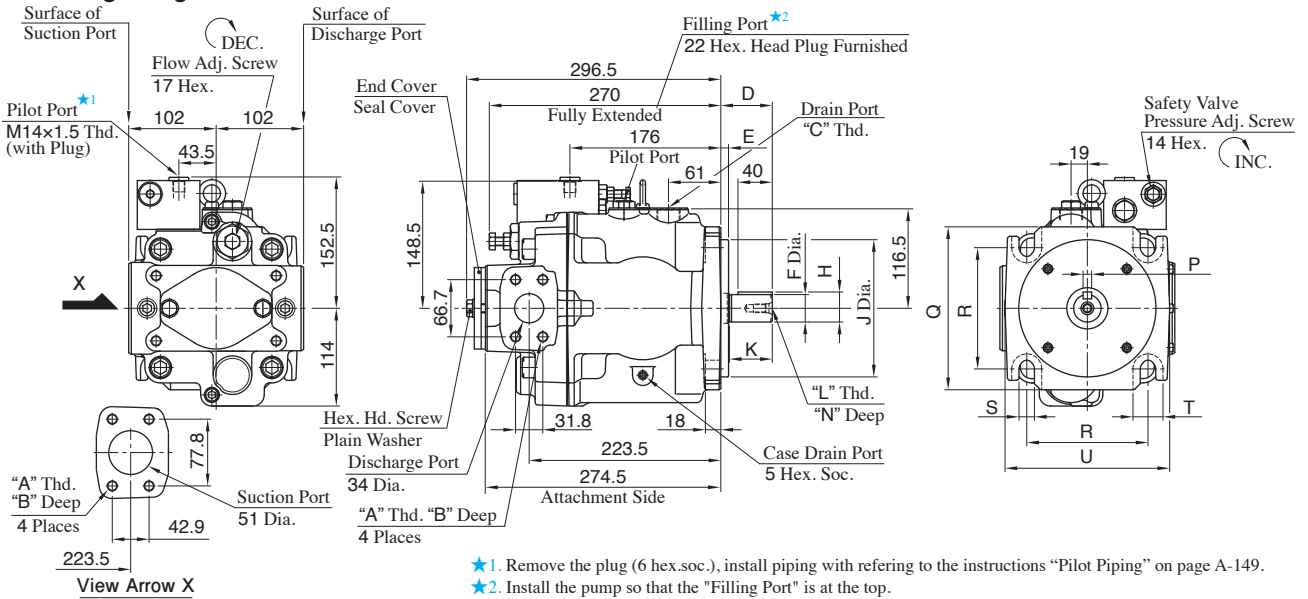 Surface of
Suction Port
DEC.
Surface of
Discharge Port
Flow Adj. Screw
17 Hex.
Pilot Port ★1
M14×1.5 Thd.
(with Plug)
102
102
43.5
152.5
114
X
77.8
"A" Thd.
"B" Deep
4 Places
Suction Port
51 Dia.
42.9
223.5
View Arrow X
Filling Port ★2
22 Hex. Head Plug Furnished
296.5
End Cover
Seal Cover
270
Fully Extended
D
Drain Port
"C" Thd.
176
E
Pilot Port
61
40
148.5
66.7
F Dia.
H
J Dia.
116.5
K
"L" Thd.
"N" Deep
Hex. Hd. Screw
Plain Washer
31.8
18
Discharge Port
34 Dia.
223.5
Case Drain Port
5 Hex. Soc.
274.5
Attachment Side
"A" Thd. "B" Deep
4 Places
Safety Valve
Pressure Adj. Screw
14 Hex.
INC.
19
P
Q
R
S
T
R
U
★1. Remove the plug (6 hex.soc.), install piping with refering to the instructions "Pilot Piping" on page A-149.
★2. Install the pump so that the "Filling Port" is at the top.